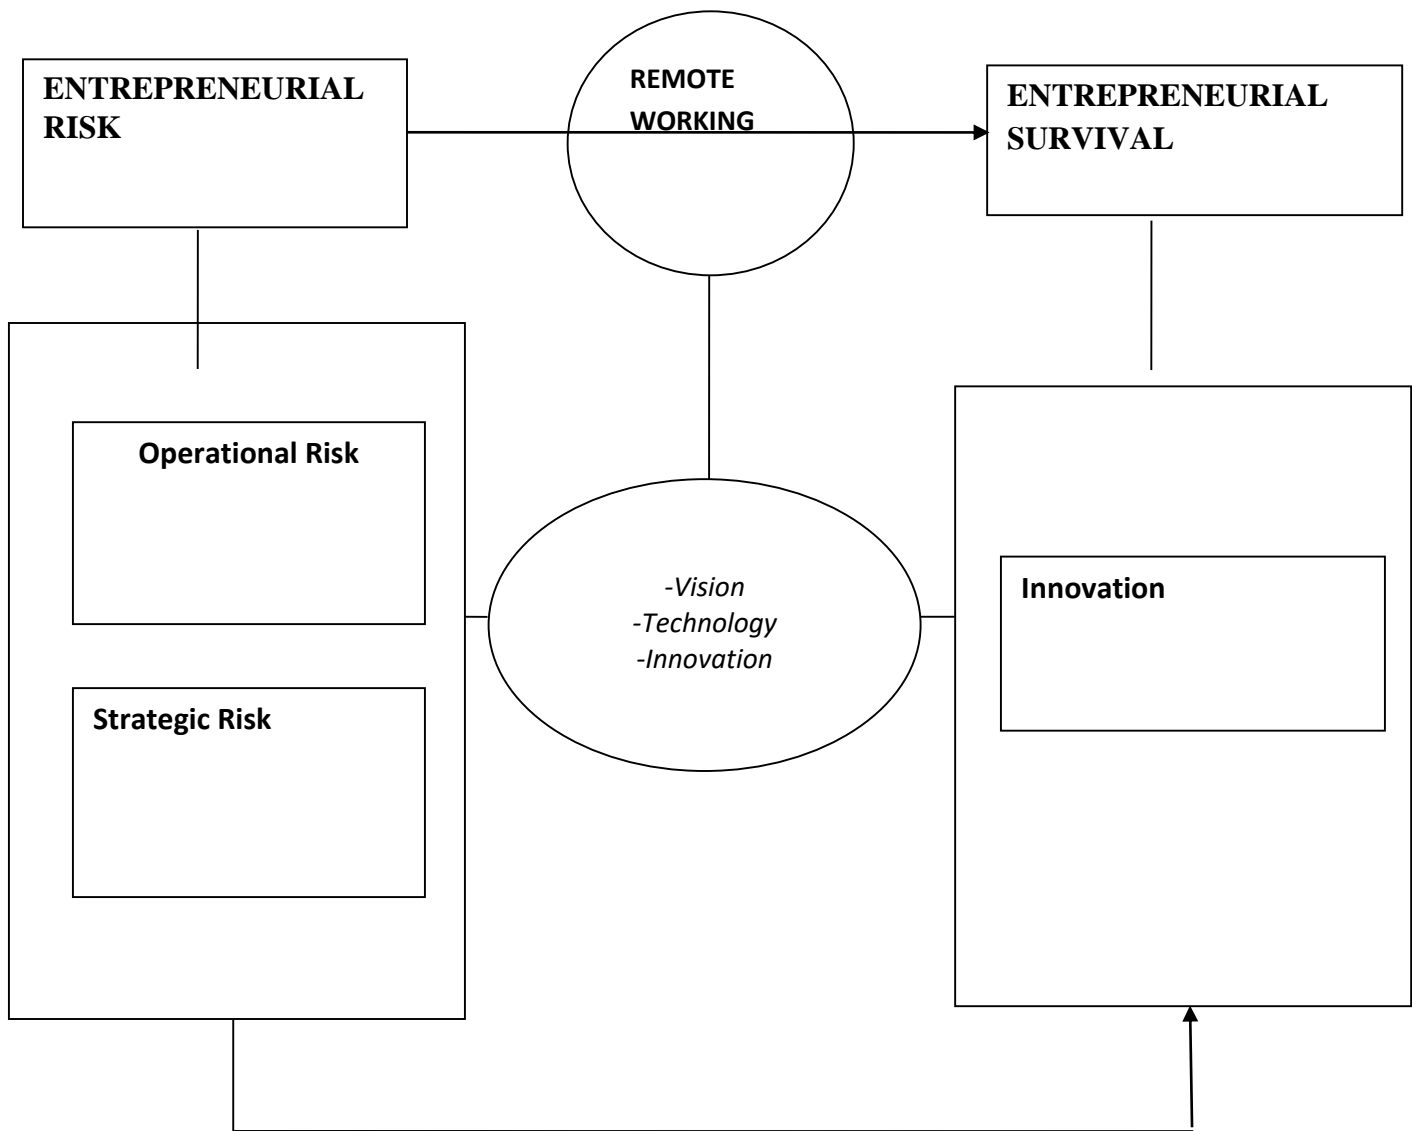 ENTREPRENEURIAL
RISK
REMOTE
WORKING
ENTREPRENEURIAL
SURVIVAL
Operational Risk
Strategic Risk
-Vision
-Technology
-Innovation
Innovation